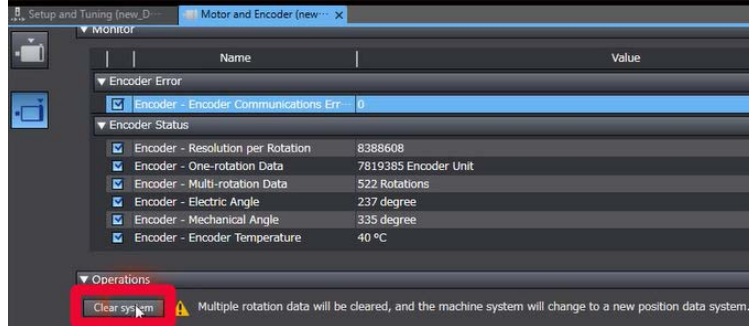 Setup and Tuning (new_D···
Motor and Encoder (new··· x
▼ Monitor
Name Value
▼ Encoder Error
Encoder - Encoder Communications Err··· 0
▼ Encoder Status
Encoder - Resolution per Rotation 8388608
Encoder - One-rotation Data 7819385 Encoder Unit
Encoder - Multi-rotation Data 522 Rotations
Encoder - Electric Angle 237 degree
Encoder - Mechanical Angle 335 degree
Encoder - Encoder Temperature 40 ºC
▼ Operations
Clear system Multiple rotation data will be cleared, and the machine system will change to a new position data system.